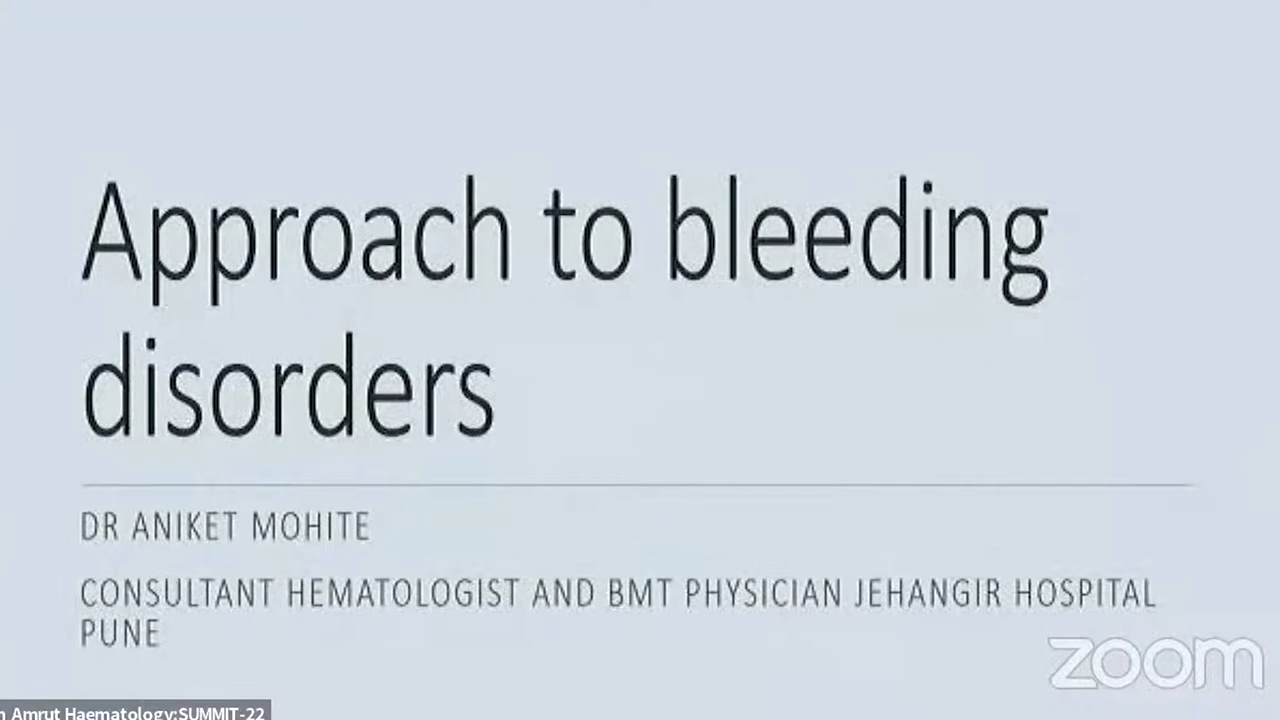 Approach to bleeding
disorders
DR ANIKET MOHITE
CONSULTANT HEMATOLOGIST AND BMT PHYSICIAN JEHANGIR HOSPITAL
PUNE
zoom
Amrut Haematology:SUMMIT-22